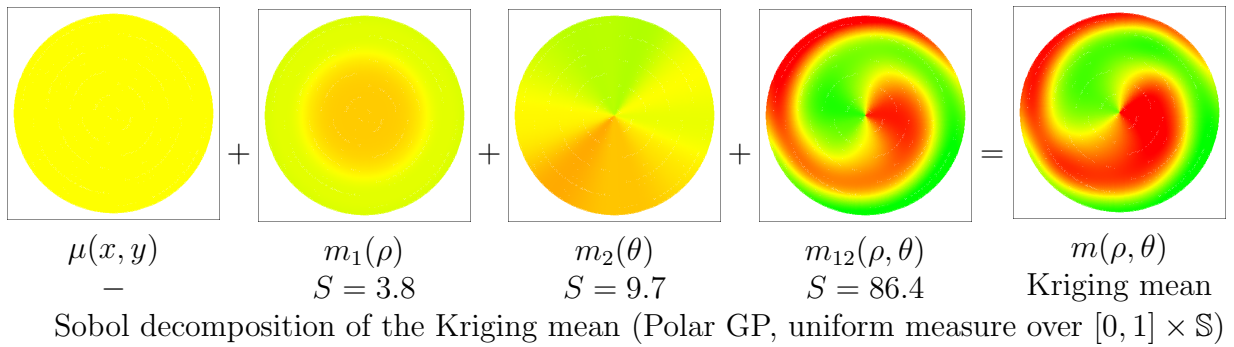 + + + =
μ(x, y) m₁(ρ) m₂(θ) m₁₂(ρ, θ) m(ρ, θ)
− S = 3.8 S = 9.7 S = 86.4 Kriging mean
Sobol decomposition of the Kriging mean (Polar GP, uniform measure over [0, 1] × 𝕊)